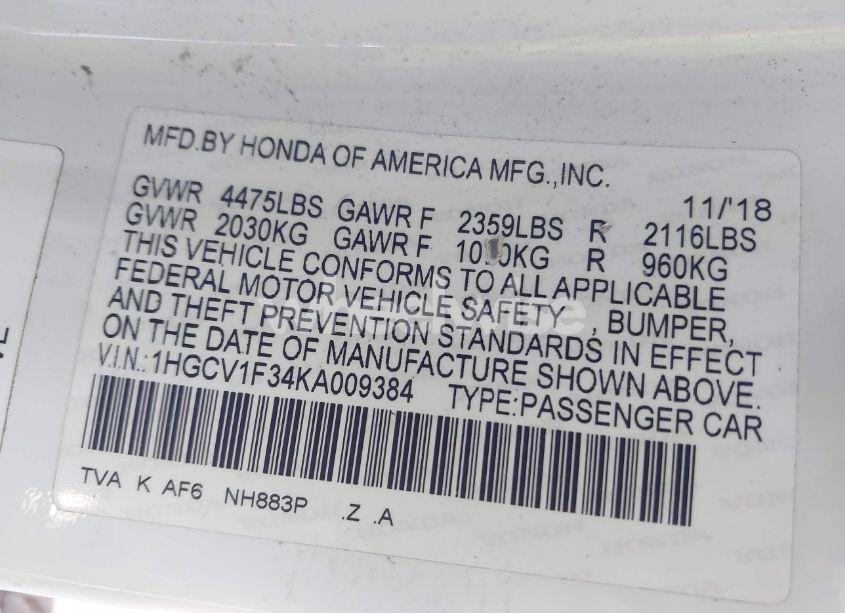 MFD.BY HONDA OF AMERICA MFG.,INC.
11/'18
GVWR 4475LBS GAWR F 2359LBS R 2116LBS
GVWR 2030KG GAWR F KG R 960KG
THIS VEHICLE CONFORMS TO ALL APPLICABLE
FEDERAL MOTOR VEHICLE SAFETY , BUMPER,
AND THEFT PREVENTION STANDARDS IN EFFECT
ON THE DATE OF MANUFACTURE SHOWN ABOVE.
V.I.N.:1HGCV1F34KA009384 TYPE:PASSENGER CAR
TVA K AF6 NH883P .Z .A